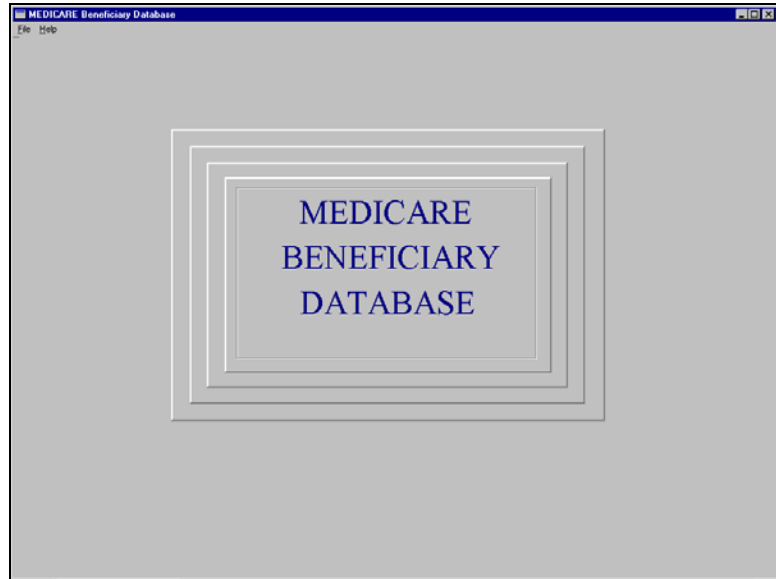 MEDICARE Beneficiary Database
File Help
MEDICARE
BENEFICIARY
DATABASE